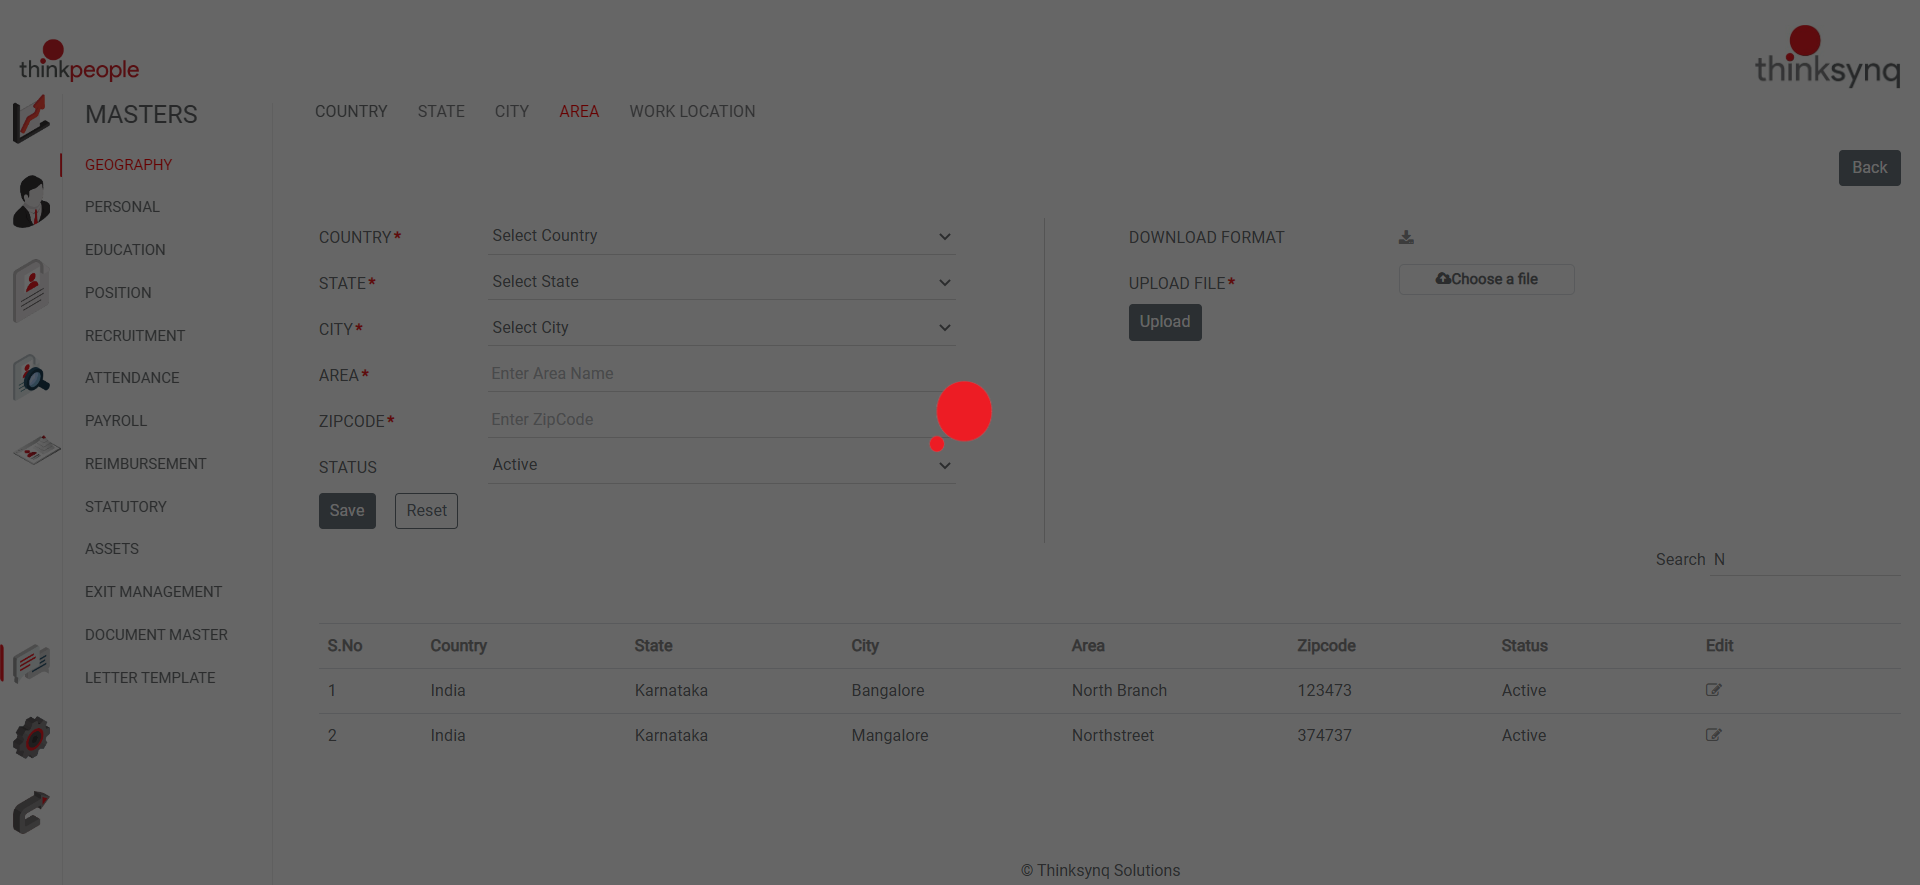 thinkpeople
thinksynq
MASTERS
COUNTRY STATE CITY AREA WORK LOCATION
GEOGRAPHY
PERSONAL
EDUCATION
POSITION
RECRUITMENT
ATTENDANCE
PAYROLL
REIMBURSEMENT
STATUTORY
ASSETS
EXIT MANAGEMENT
DOCUMENT MASTER
LETTER TEMPLATE
Back
COUNTRY* Select Country
STATE* Select State
CITY* Select City
AREA* Enter Area Name
ZIPCODE* Enter ZipCode
STATUS Active
Save Reset
DOWNLOAD FORMAT
UPLOAD FILE* Choose a file
Upload
Search N
S.No Country State City Area Zipcode Status Edit
1 India Karnataka Bangalore North Branch 123473 Active
2 India Karnataka Mangalore Northstreet 374737 Active
© Thinksynq Solutions